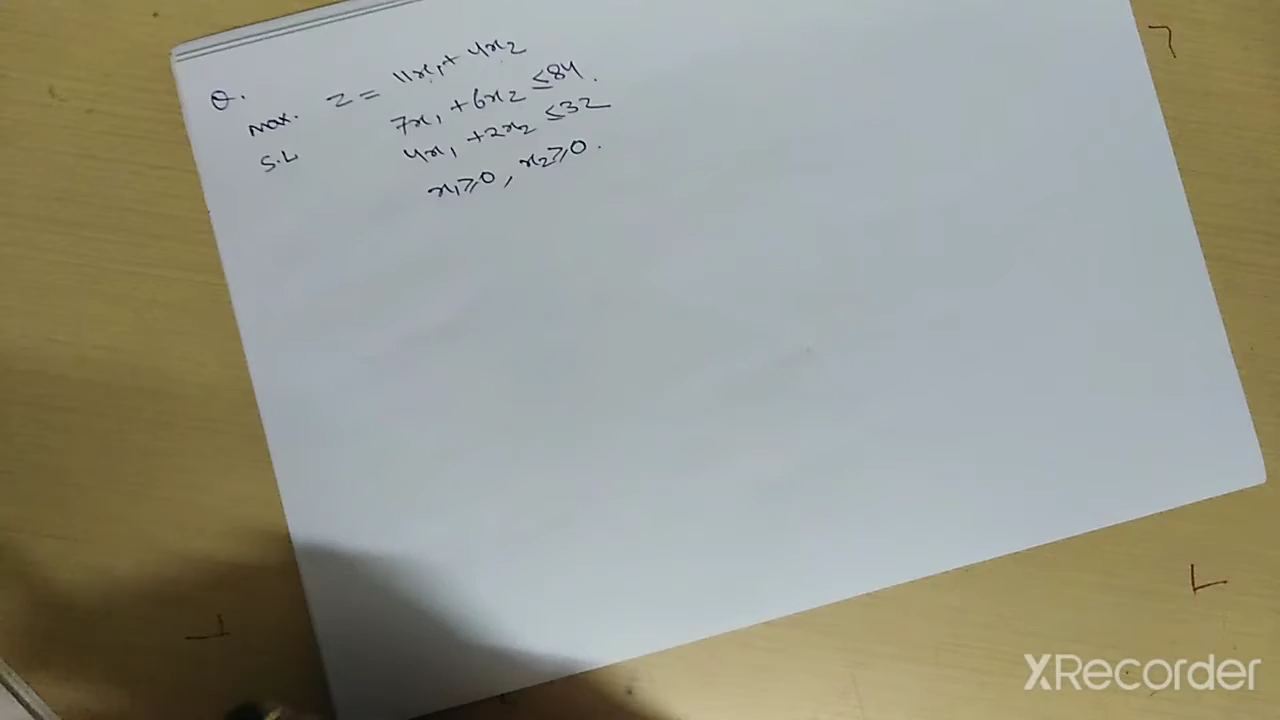 Q.
Max. Z = 11x₁ + 4x₂
S.t 7x₁ + 6x₂ ≤ 84.
4x₁ + 2x₂ ≤ 32
x₁ ≥ 0, x₂ ≥ 0.
XRecorder